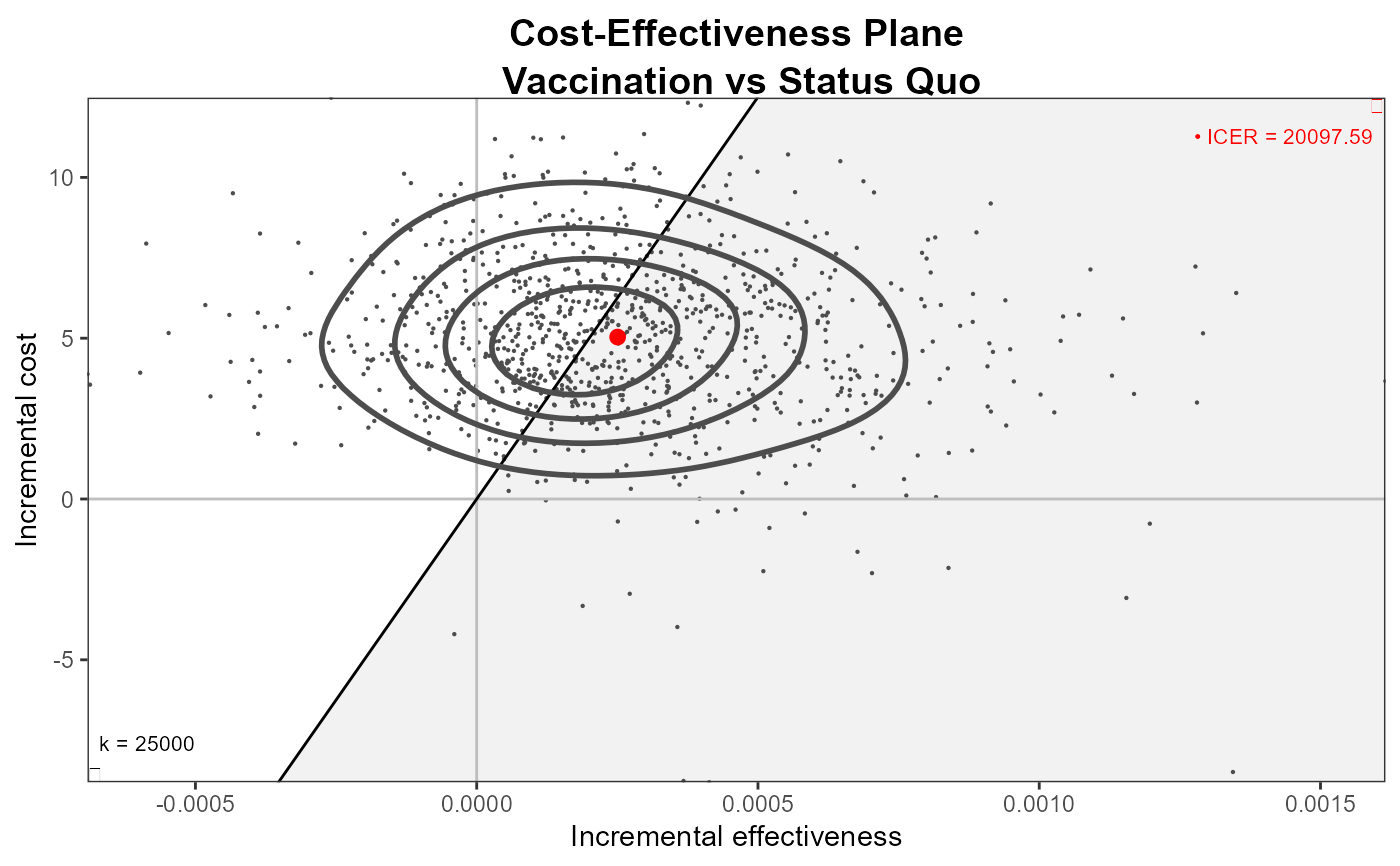 Cost-Effectiveness Plane
Vaccination vs Status Quo
• ICER = 20097.59
Incremental cost
10
5
0
-5
k = 25000
-0.0005
0.0000
0.0005
0.0010
0.0015
Incremental effectiveness